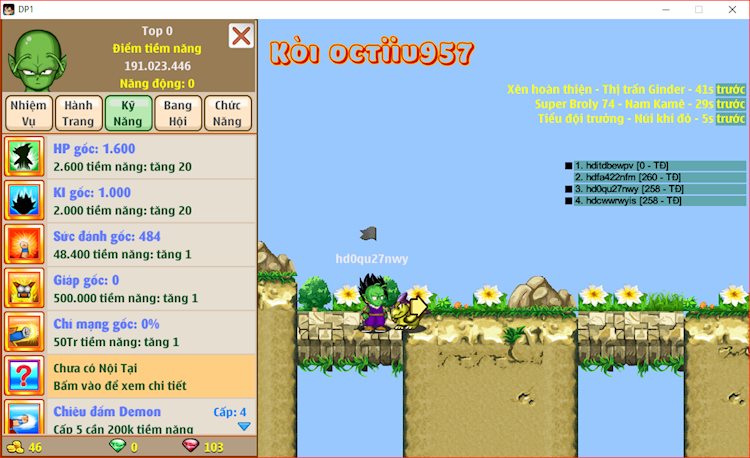 DP1
Top 0
Điểm tiềm năng
191.023.446
Năng động: 0
Nhiệm Vụ
Hành Trang
Kỹ Năng
Bang Hội
Chức Năng
HP gốc: 1.600
2.600 tiềm năng: tăng 20
KI gốc: 1.000
2.000 tiềm năng: tăng 20
Sức đánh gốc: 484
48.400 tiềm năng: tăng 1
Giáp gốc: 0
500.000 tiềm năng: tăng 1
Chí mạng gốc: 0%
50Tr tiềm năng: tăng 1
Chưa có Nội Tại
Bấm vào để xem chi tiết
Chiêu đấm Demon Cấp: 4
Cấp 5 cần 200k tiềm năng
46 0 103
Kòi octiiu957
Xên hoàn thiện - Thị trấn Ginder - 41s trước
Super Broly 74 - Nam Kamê - 29s trước
Tiểu đội trưởng - Núi khỉ đỏ - 5s trước
1. hditdbewpv [0 - TĐ]
2. hdfa422nfm [260 - TĐ]
3. hd0qu27nwy [258 - TĐ]
4. hdcwwrwyis [258 - TĐ]
hd0qu27nwy